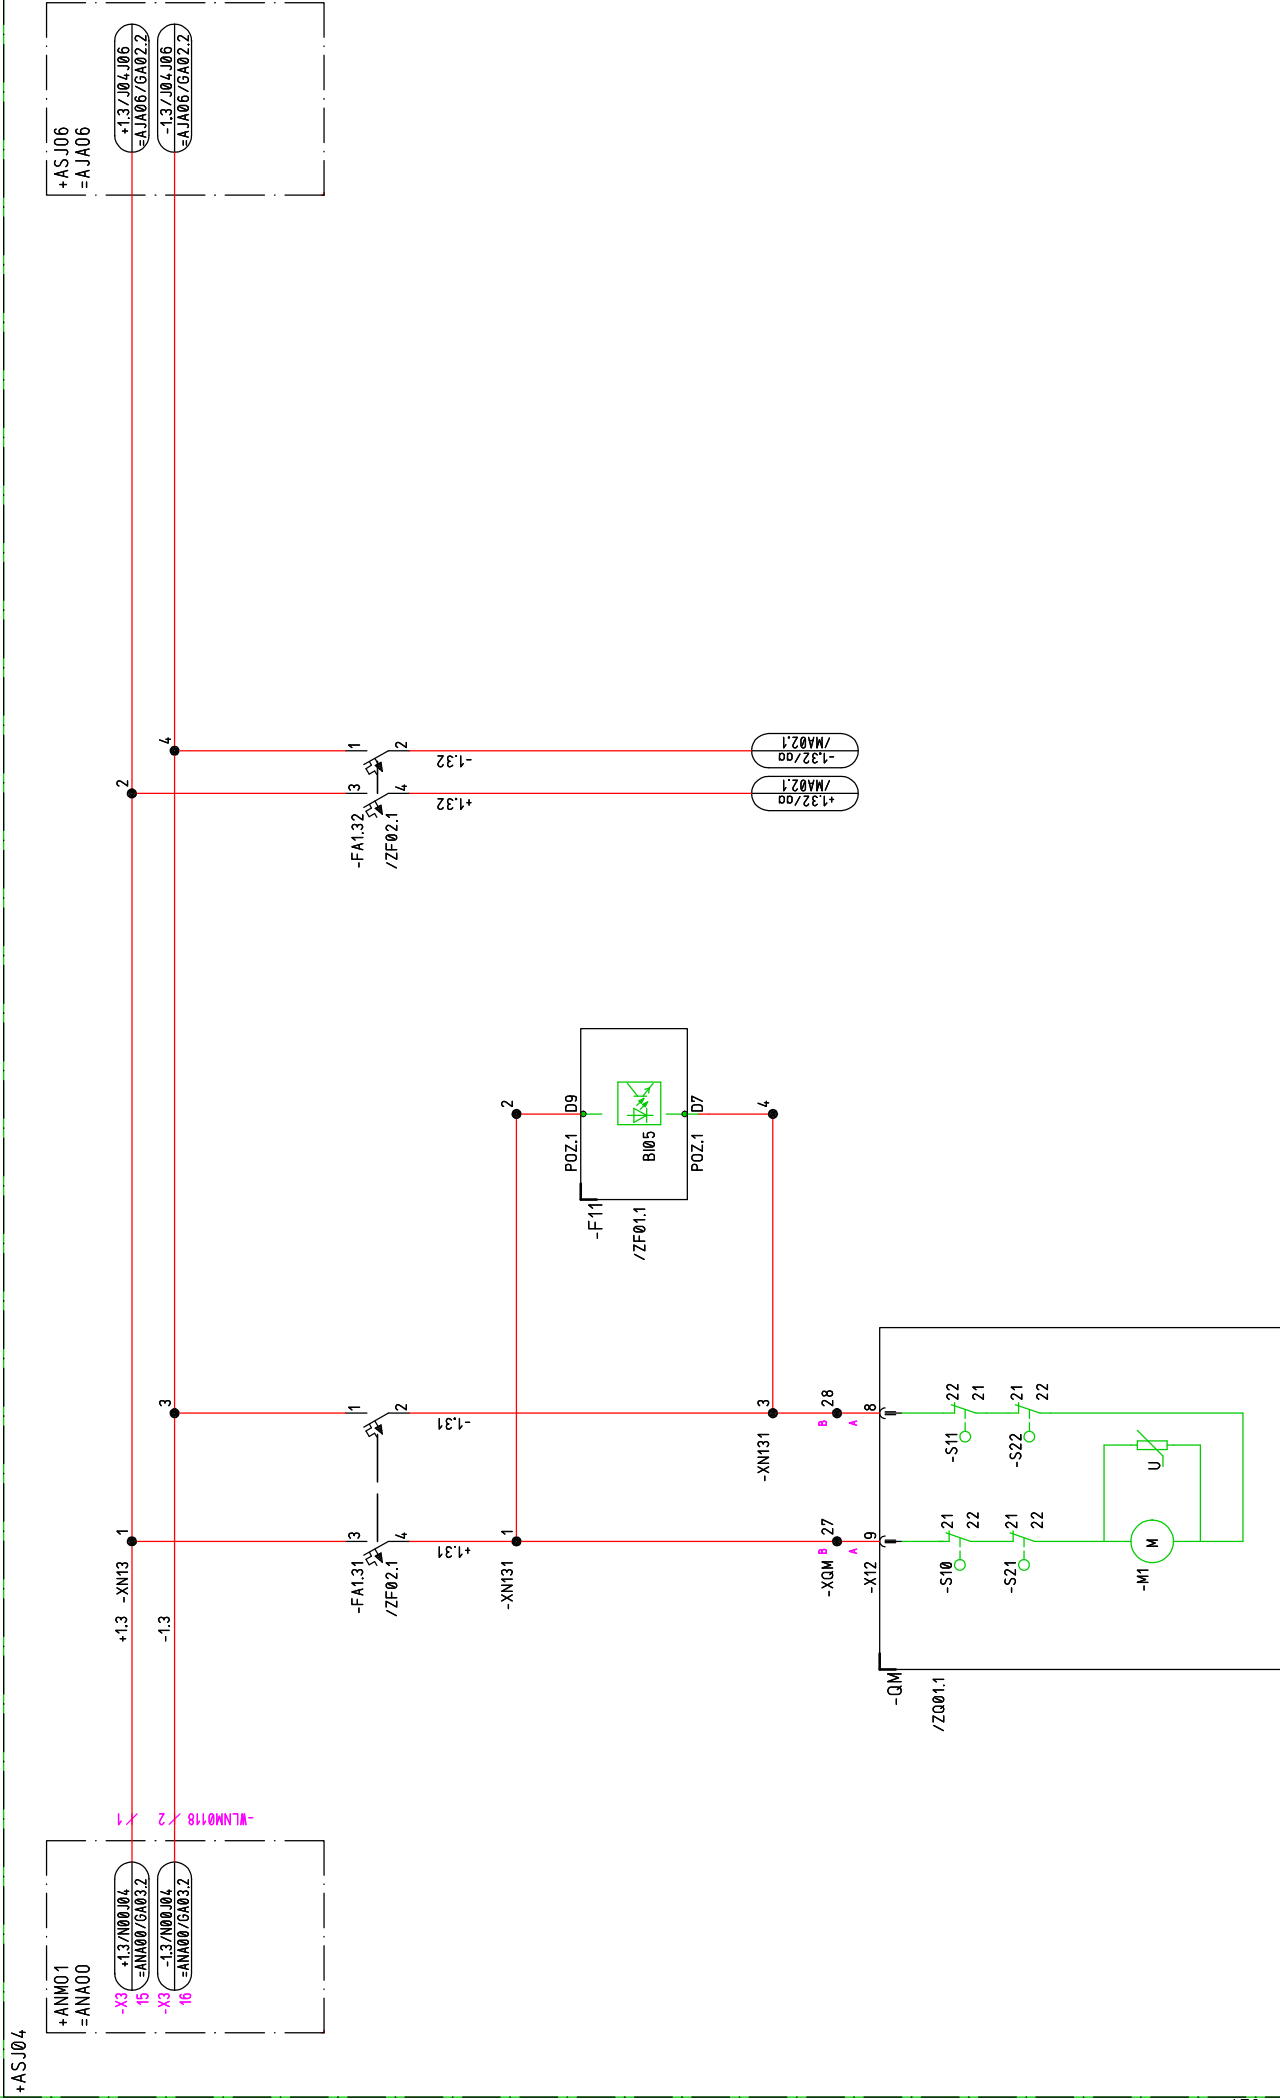 +ASJ04
+ANM01
=ANA00
-X3
15
+1.3/N00J04
=ANA00/GA03.2
-X3
16
-1.3/N00J04
=ANA00/GA03.2
1
2
-WLNM0118
+1.3
-XN13
1
-1.3
3
2
4
+ASJ06
=AJA06
+1.3/J04J06
=AJA06/GA02.2
-1.3/J04J06
=AJA06/GA02.2
-FA1.31
/ZF02.1
3
4
1
2
+1.31
-1.31
-FA1.32
/ZF02.1
3
4
1
2
+1.32
-1.32
+1.32/aa
/MA02.1
-1.32/aa
/MA02.1
-XN131
1
2
-F11
/ZF01.1
POZ.1
D9
BI05
POZ.1
D7
-XN131
3
4
-XQM
27
B
A
28
B
A
-X12
9
8
-QM
/ZQ01.1
-S10
21
22
-S11
22
21
-S21
21
22
-S22
21
22
-M1
M
U